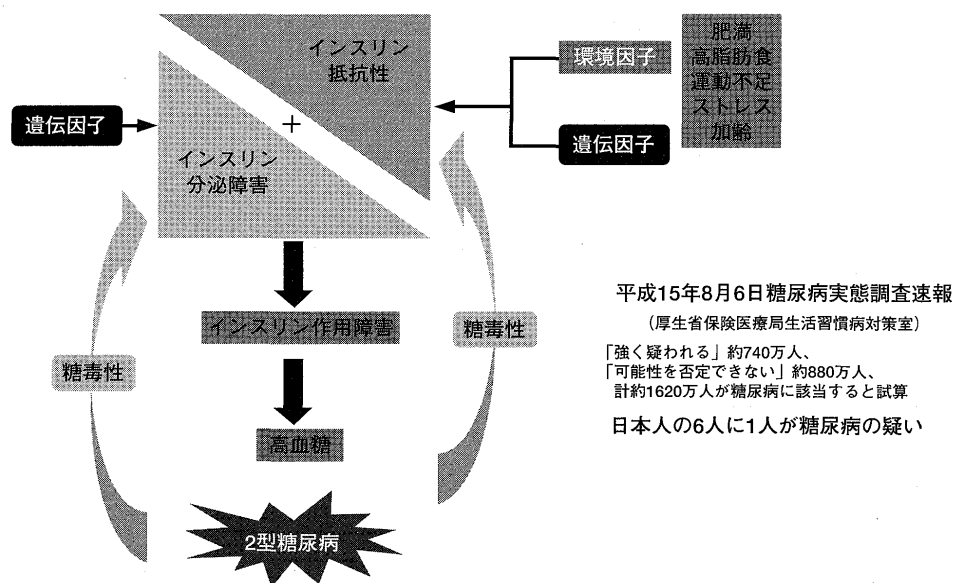 インスリン
抵抗性
環境因子
肥満
高脂肪食
運動不足
ストレス
加齢
遺伝因子
+
遺伝因子
インスリン
分泌障害
インスリン作用障害
糖毒性
糖毒性
高血糖
2型糖尿病
平成15年8月6日糖尿病実態調査速報
(厚生省保険医療局生活習慣病対策室)
「強く疑われる」約740万人、
「可能性を否定できない」約880万人、
計約1620万人が糖尿病に該当すると試算
日本人の6人に1人が糖尿病の疑い